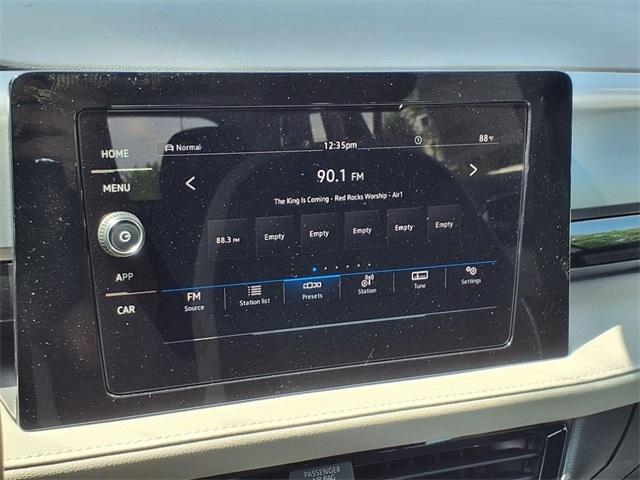 HOME
MENU
APP
CAR
Normal
12:35pm
88°F
90.1 FM
The King Is Coming - Red Rocks Worship - Air1
88.3 FM Empty Empty Empty Empty Empty
FM Source
Station list
Presets
Station
Tune
Settings
PASSENGER
AIR BAG